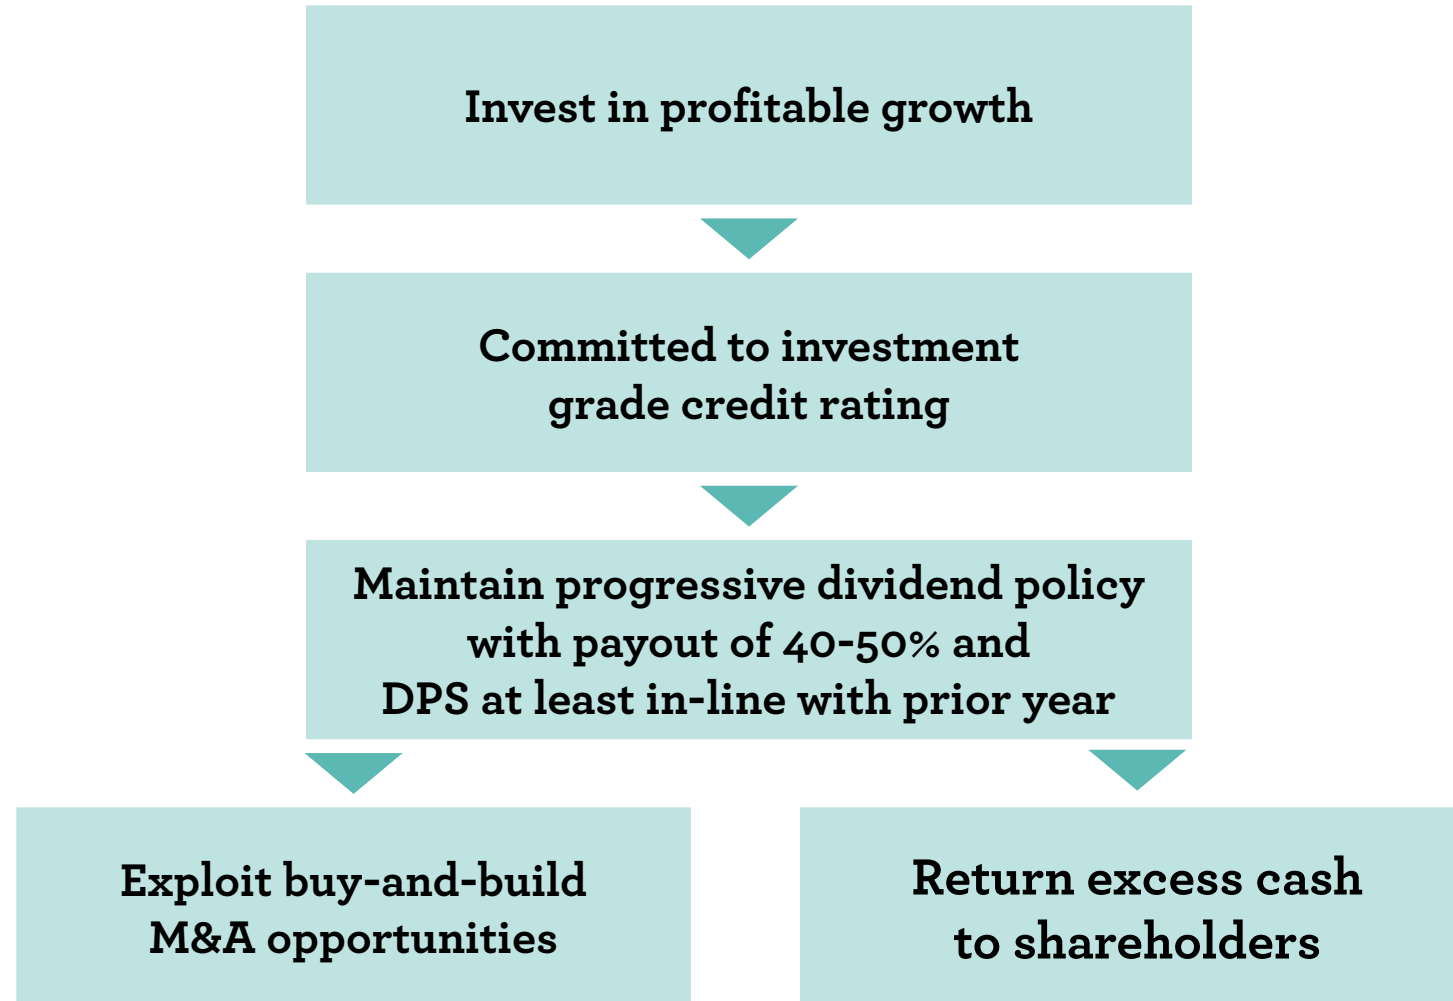 Invest in profitable growth
Committed to investment
grade credit rating
Maintain progressive dividend policy
with payout of 40-50% and
DPS at least in-line with prior year
Exploit buy-and-build
M&A opportunities
Return excess cash
to shareholders